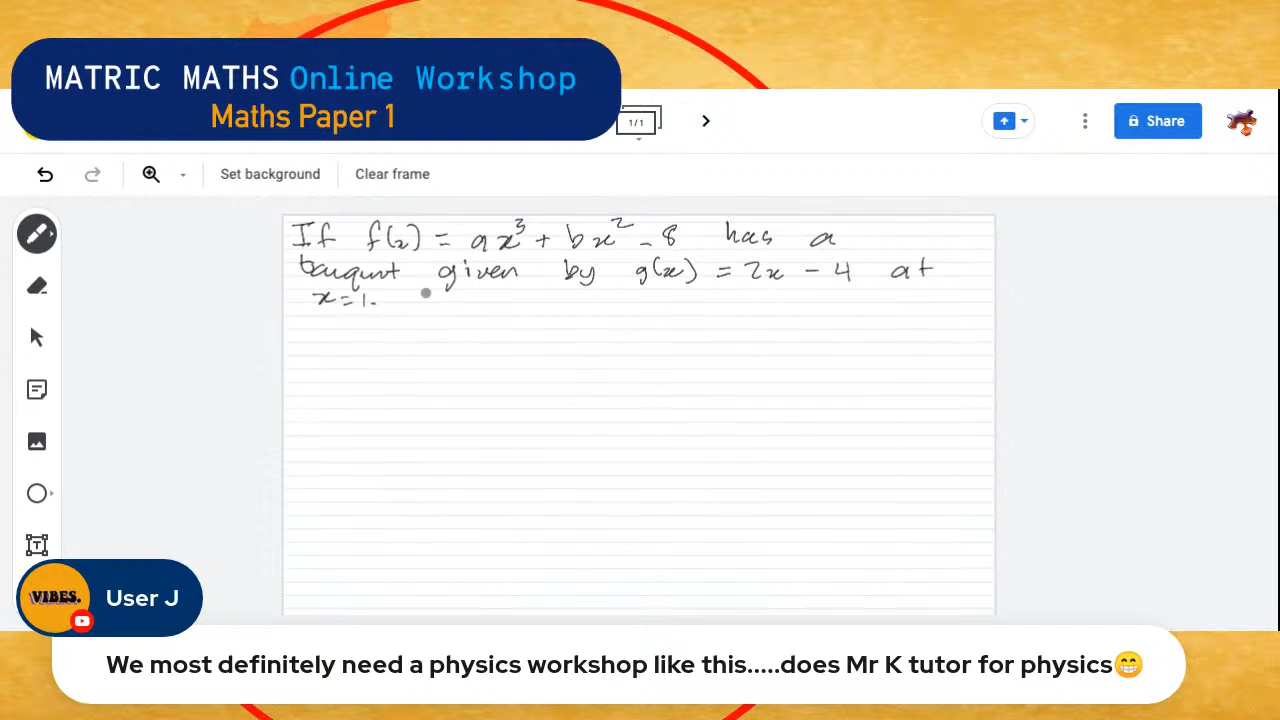 MATRIC MATHS Online Workshop
Maths Paper 1
1/1
Share
Set background
Clear frame
If f(x) = ax³ + bx² - 8 has a
given by g(x) = 2x - 4 at
x = 1.
T
VIBES.
User J
We most definitely need a physics workshop like this.....does Mr K tutor for physics😁